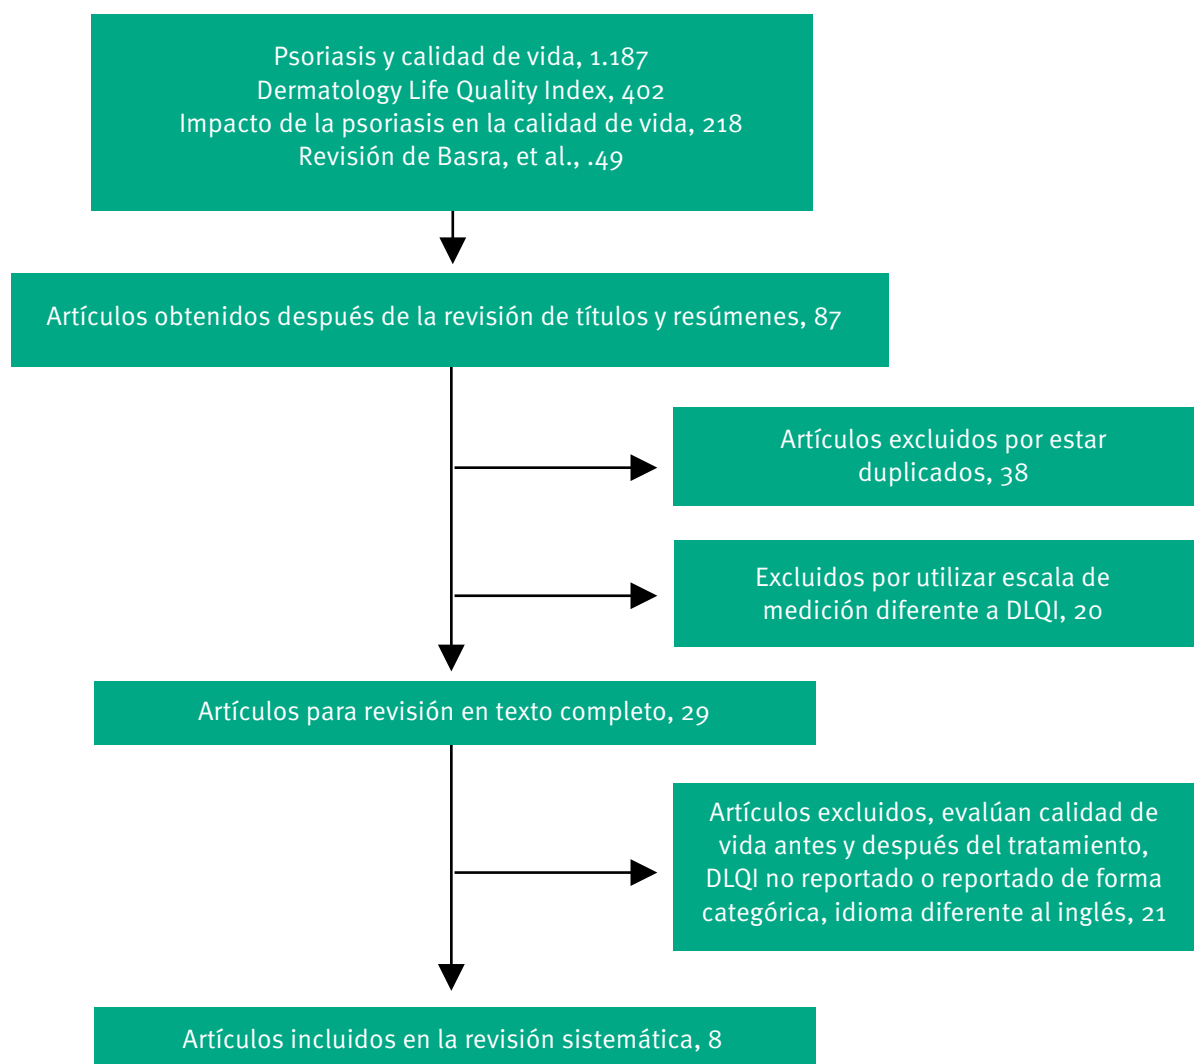 Psoriasis y calidad de vida, 1.187
Dermatology Life Quality Index, 402
Impacto de la psoriasis en la calidad de vida, 218
Revisión de Basra, et al., .49
Artículos obtenidos después de la revisión de títulos y resúmenes, 87
Artículos excluidos por estar
duplicados, 38
Excluidos por utilizar escala de
medición diferente a DLQI, 20
Artículos para revisión en texto completo, 29
Artículos excluidos, evalúan calidad de
vida antes y después del tratamiento,
DLQI no reportado o reportado de forma
categórica, idioma diferente al inglés, 21
Artículos incluidos en la revisión sistemática, 8